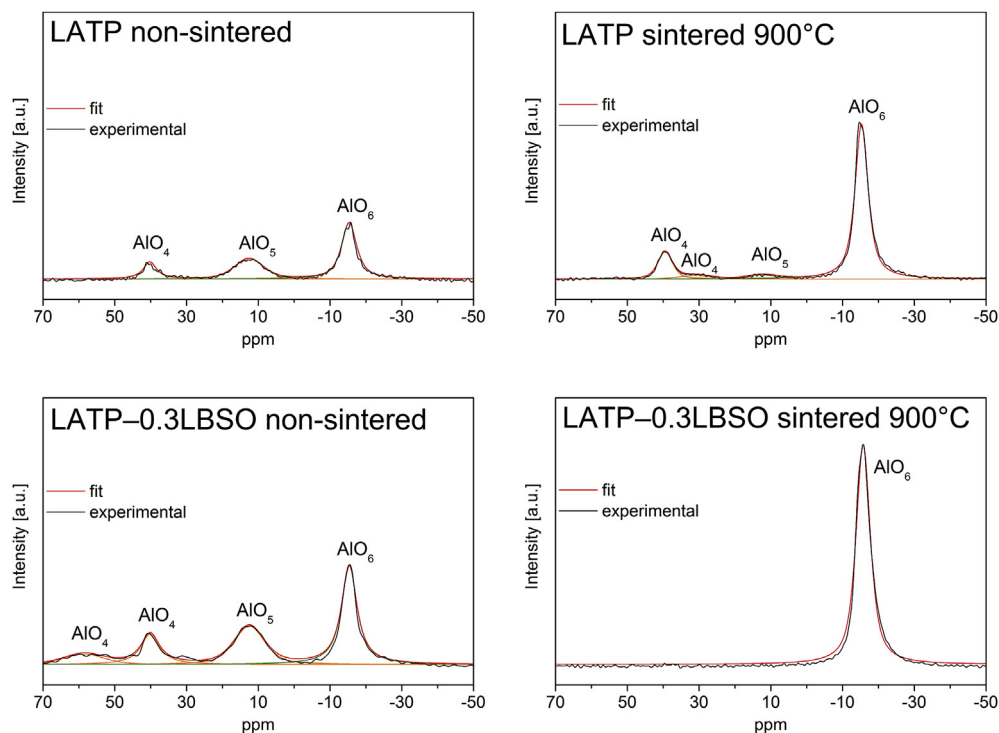 LATP non-sintered
fit
experimental
AlO4
AlO5
AlO6
Intensity [a.u.]
70 50 30 10 -10 -30 -50
ppm
LATP sintered 900°C
fit
experimental
AlO4
AlO4
AlO5
AlO6
Intensity [a.u.]
70 50 30 10 -10 -30 -50
ppm
LATP–0.3LBSO non-sintered
fit
experimental
AlO4
AlO4
AlO5
AlO6
Intensity [a.u.]
70 50 30 10 -10 -30 -50
ppm
LATP–0.3LBSO sintered 900°C
fit
experimental
AlO6
Intensity [a.u.]
70 50 30 10 -10 -30 -50
ppm